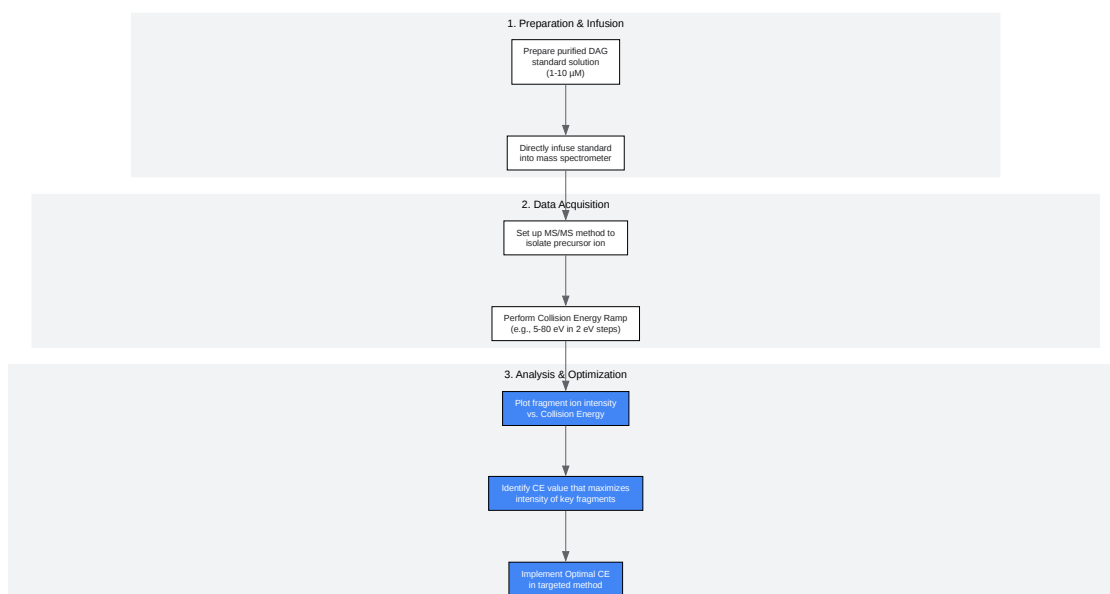 1. Preparation & Infusion
Prepare purified DAG
standard solution
(1-10 µM)
Directly infuse standard
into mass spectrometer
2. Data Acquisition
Set up MS/MS method to
isolate precursor ion
Perform Collision Energy Ramp
(e.g., 5-80 eV in 2 eV steps)
3. Analysis & Optimization
Plot fragment ion intensity
vs. Collision Energy
Identify CE value that maximizes
intensity of key fragments
Implement Optimal CE
in targeted method